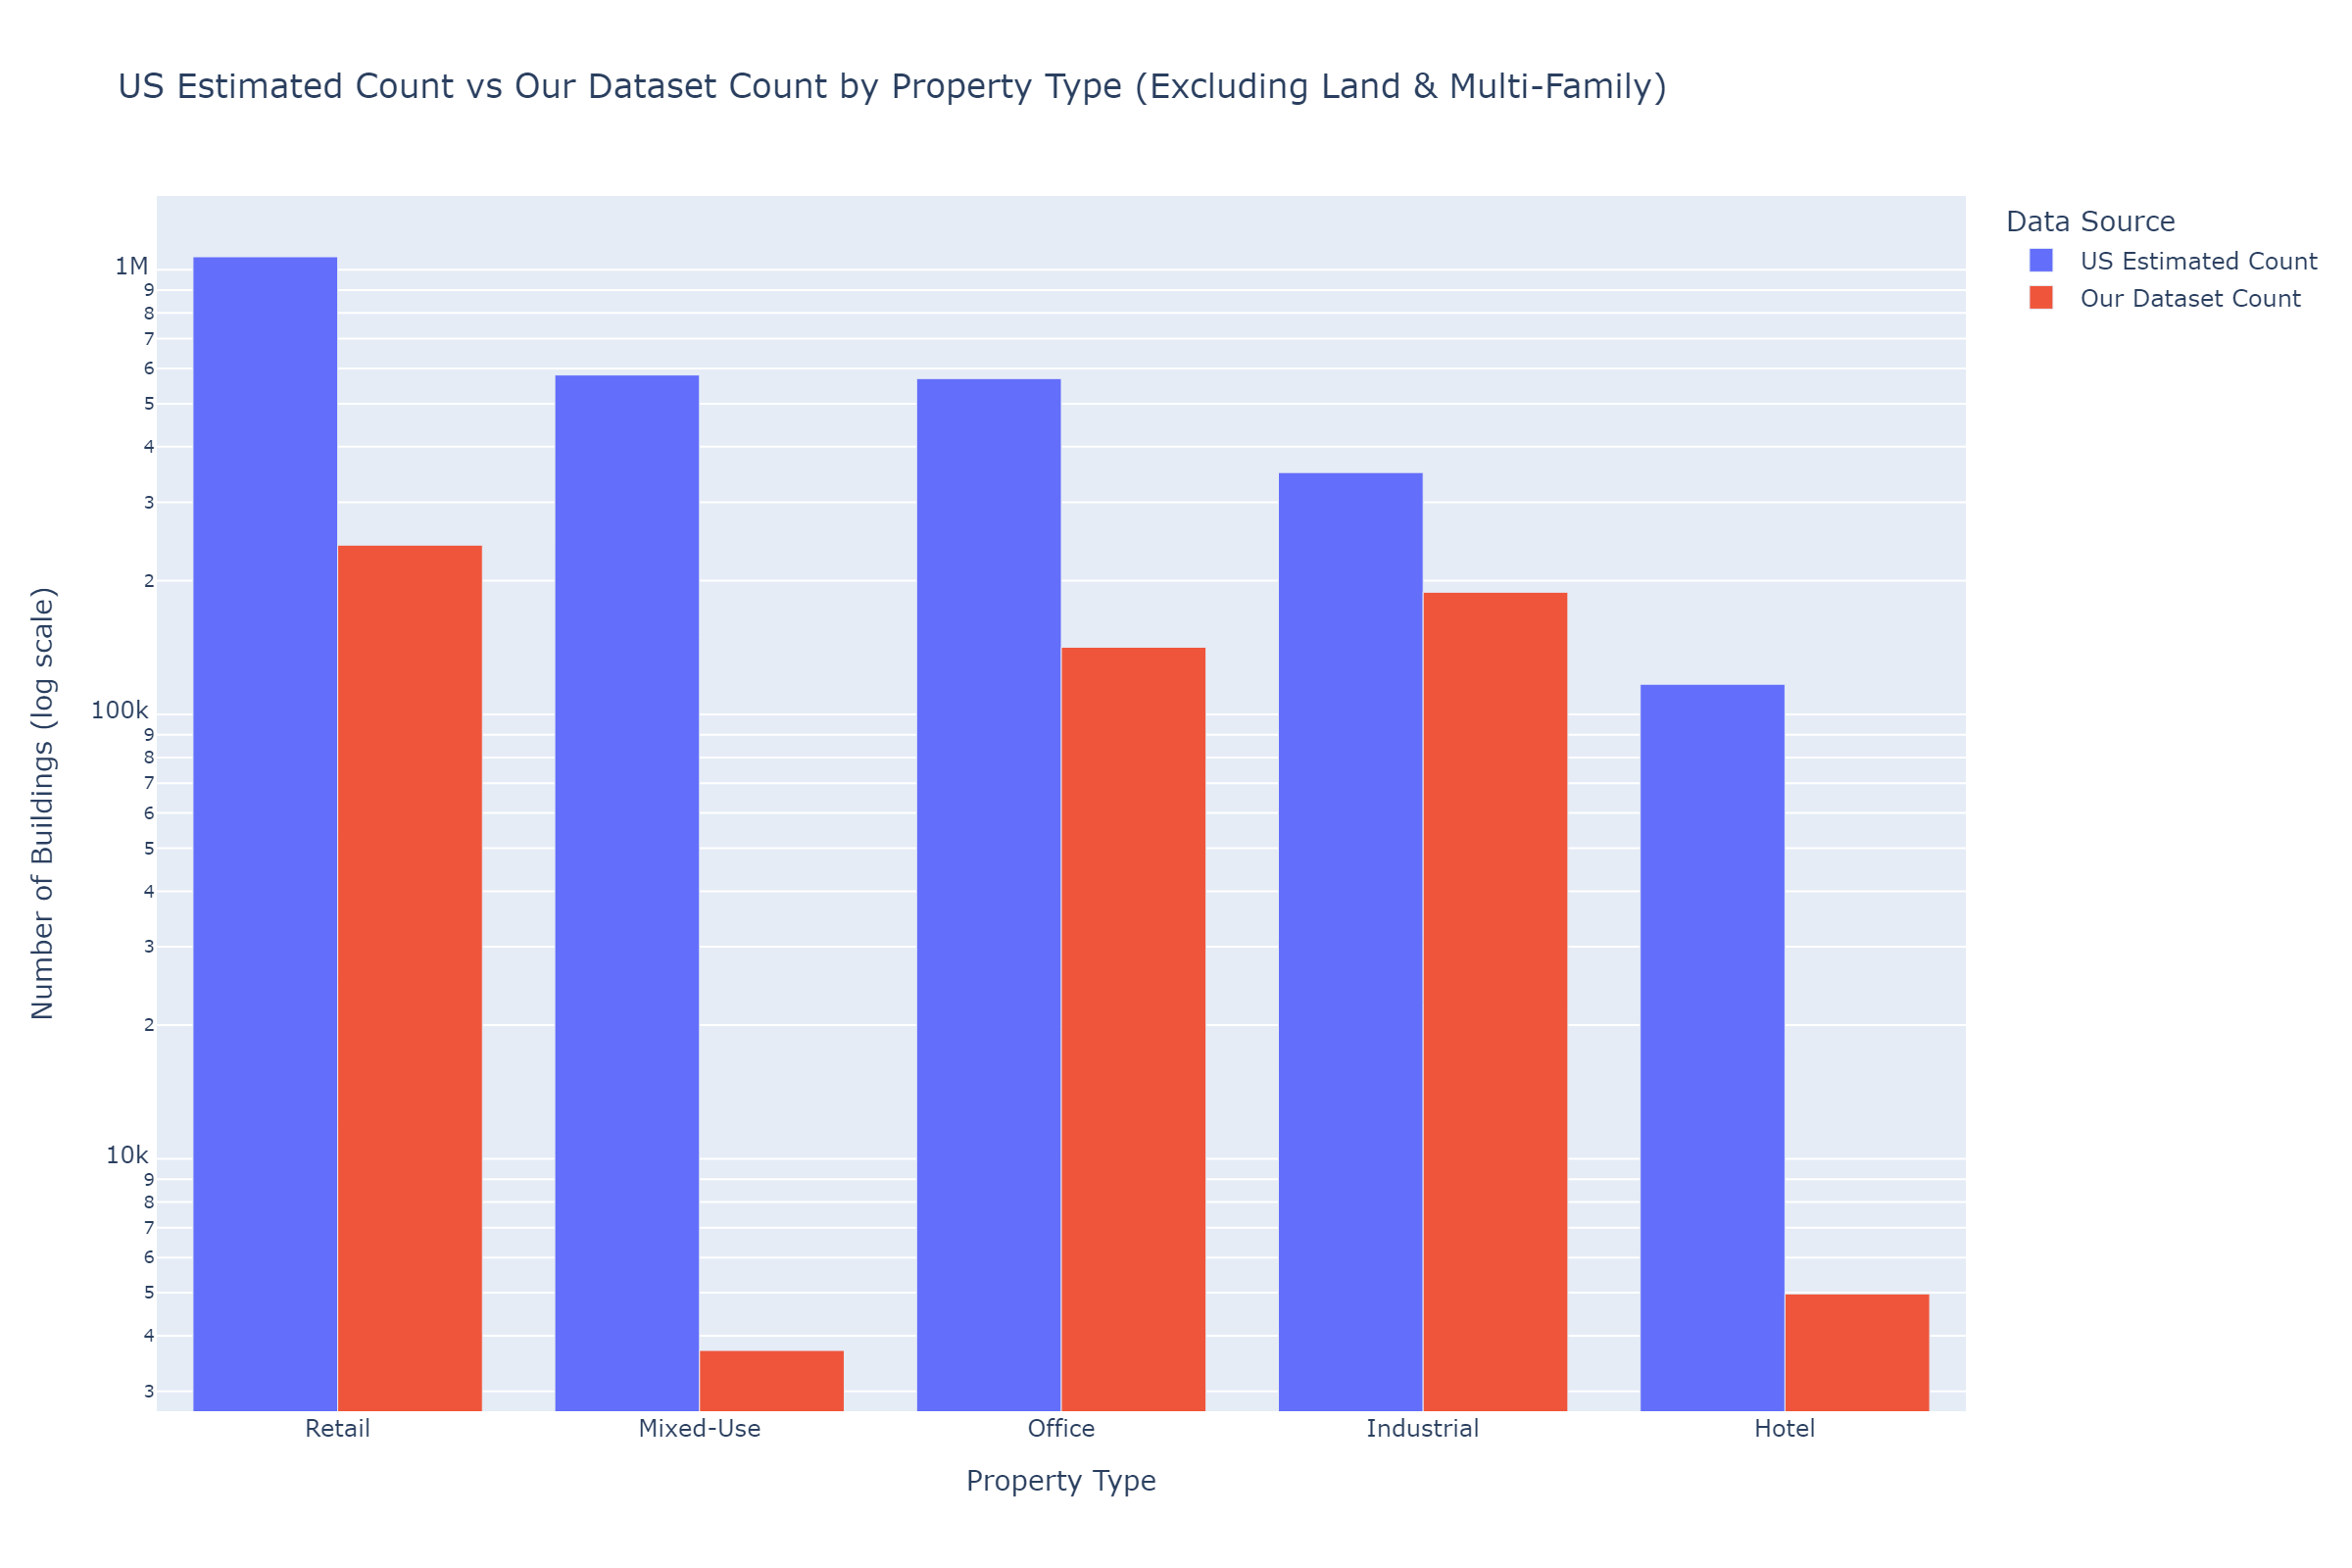 US Estimated Count vs Our Dataset Count by Property Type (Excluding Land & Multi-Family)
Data Source
US Estimated Count
Our Dataset Count
Number of Buildings (log scale)
1M
9
8
7
6
5
4
3
2
100k
9
8
7
6
5
4
3
2
10k
9
8
7
6
5
4
3
Retail Mixed-Use Office Industrial Hotel
Property Type